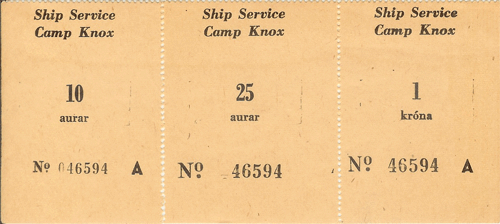 Ship Service
Camp Knox
10
aurar
Nº 046594 A
Ship Service
Camp Knox
25
aurar
Nº 46594
Ship Service
Camp Knox
1
króna
Nº 46594 A